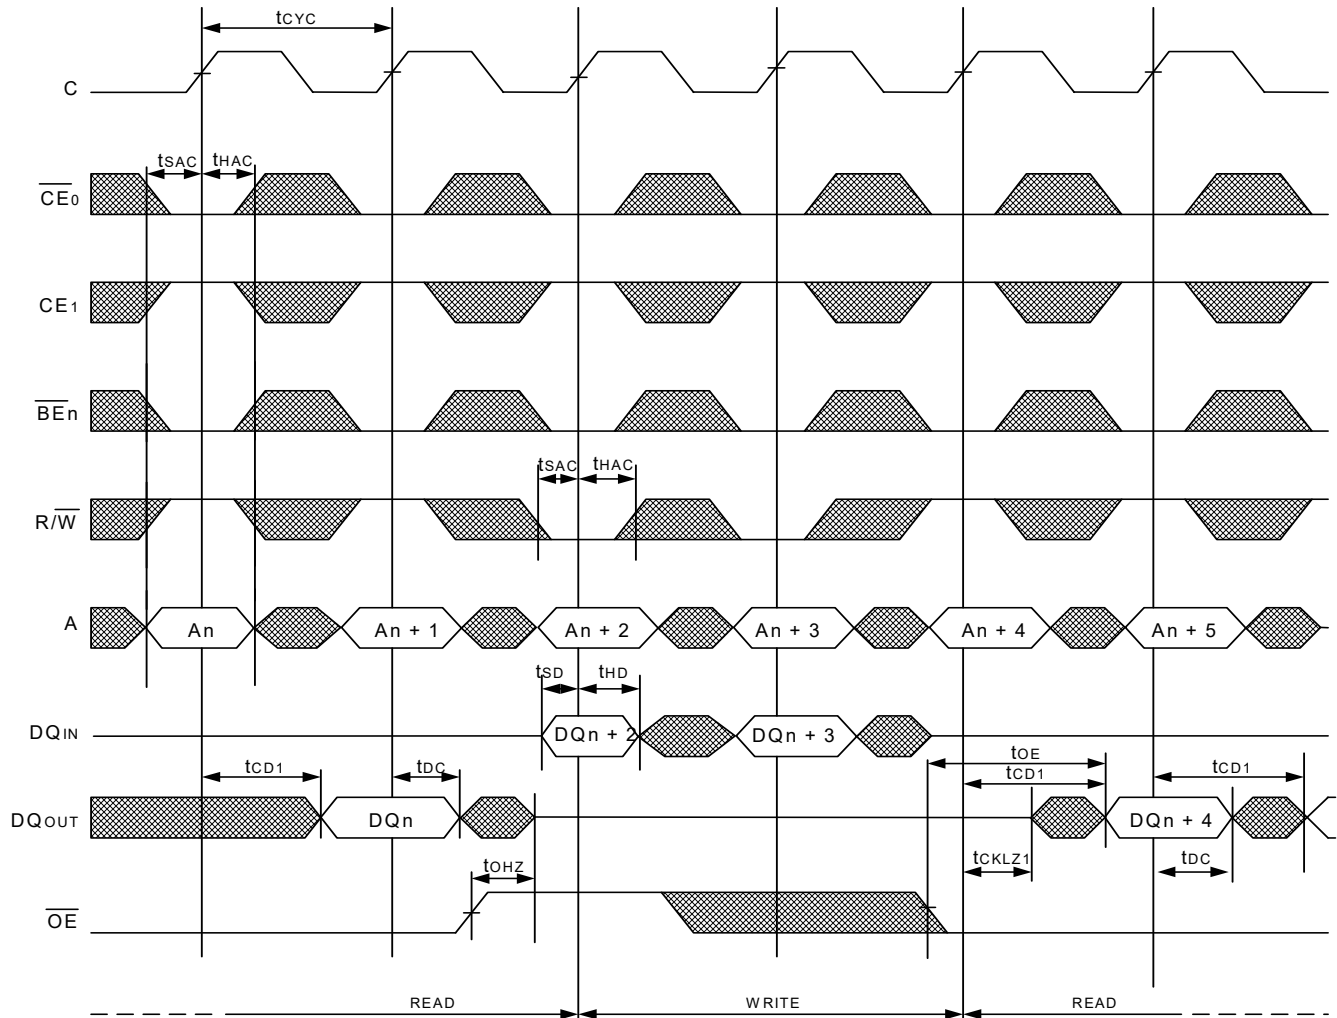 tCYC
C
tSAC tHAC
CE0
CE1
BEn
tSAC tHAC
R/W
A An An + 1 An + 2 An + 3 An + 4 An + 5
tSD tHD
DQIN DQn + 2 DQn + 3
tOE
tCD1 tDC tCD1 tCD1
DQOUT DQn DQn + 4
tOHZ tCKLZ1 tDC
OE
READ WRITE READ